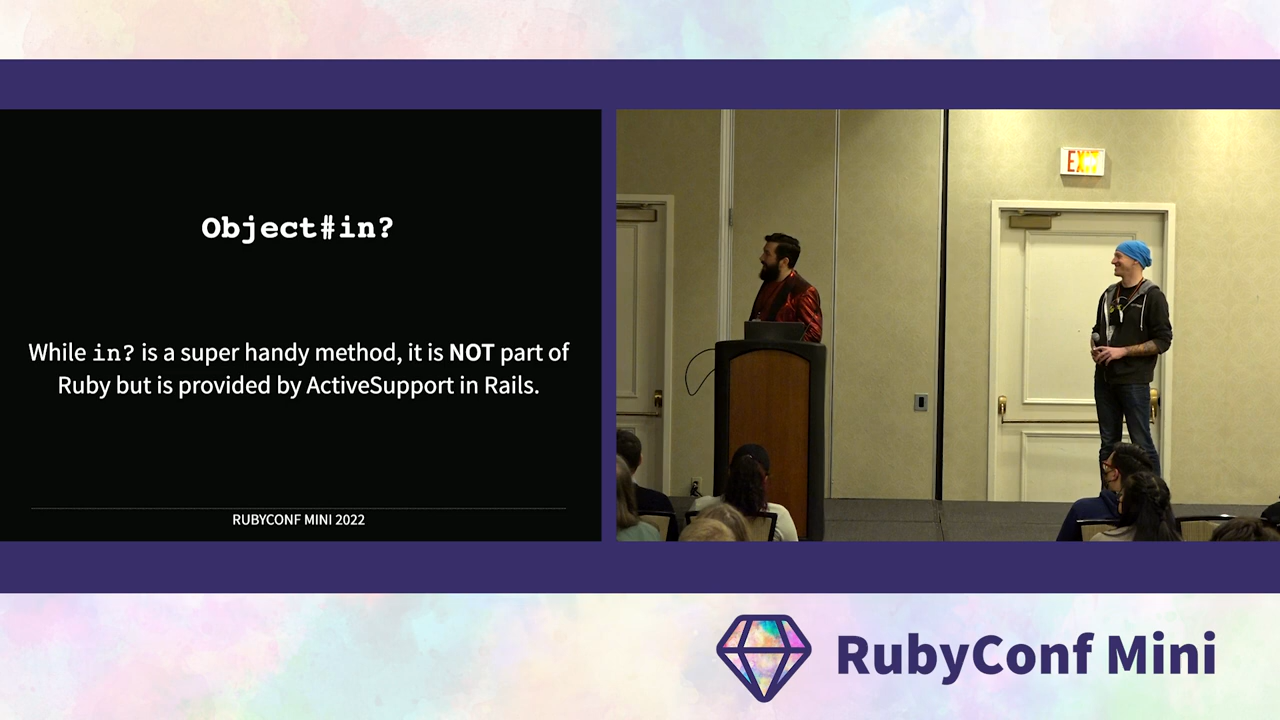 Object#in?
While in? is a super handy method, it is NOT part of
Ruby but is provided by ActiveSupport in Rails.
RUBYCONF MINI 2022
EXIT
RubyConf Mini